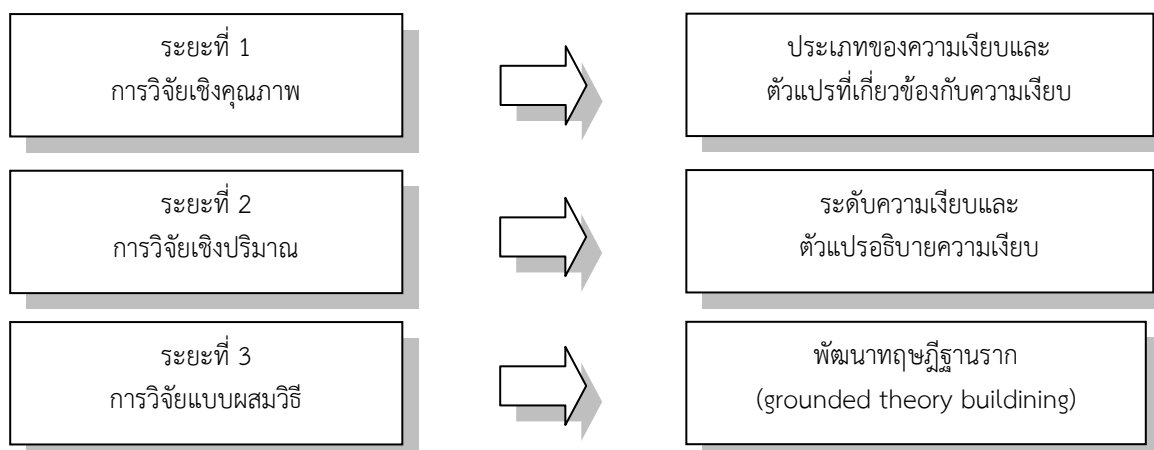 ระยะที่ 1
การวิจัยเชิงคุณภาพ
ประเภทของความเงียบและ
ตัวแปรที่เกี่ยวข้องกับความเงียบ
ระยะที่ 2
การวิจัยเชิงปริมาณ
ระดับความเงียบและ
ตัวแปรอธิบายความเงียบ
ระยะที่ 3
การวิจัยแบบผสมวิธี
พัฒนาทฤษฎีฐานราก
(grounded theory buildining)